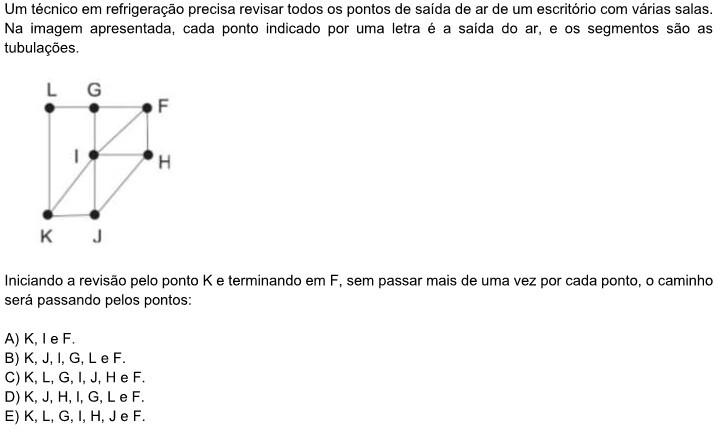 Um técnico em refrigeração precisa revisar todos os pontos de saída de ar de um escritório com várias salas.
Na imagem apresentada, cada ponto indicado por uma letra é a saída do ar, e os segmentos são as
tubulações.
L G
F
I
H
K J
Iniciando a revisão pelo ponto K e terminando em F, sem passar mais de uma vez por cada ponto, o caminho
será passando pelos pontos:
A) K, I e F.
B) K, J, I, G, L e F.
C) K, L, G, I, J, H e F.
D) K, J, H, I, G, L e F.
E) K, L, G, I, H, J e F.